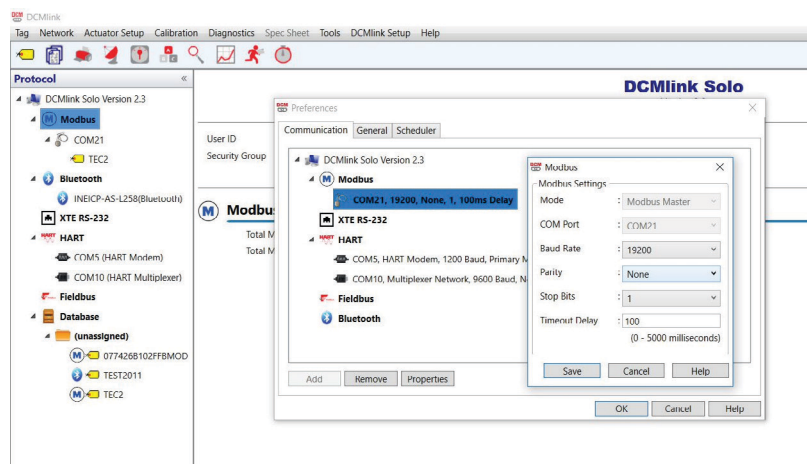 DCM DCMlink
Tag Network Actuator Setup Calibration Diagnostics Spec Sheet Tools DCMlink Setup Help
Protocol «
DCMlink Solo Version 2.3
M Modbus
COM21
TEC2
Bluetooth
INEICP-AS-L258(Bluetooth)
XTE RS-232
HART HART
COM5 (HART Modem)
COM10 (HART Multiplexer)
Fieldbus
Database
(unassigned)
M 077426B102FFBMOD
TEST2011
M TEC2
DCMlink Solo
User ID
Security Group
M Modbu
Total M
Total M
DCM Preferences
Communication General Scheduler
DCMlink Solo Version 2.3
M Modbus
COM21, 19200, None, 1, 100ms Delay
XTE RS-232
HART HART
COM5, HART Modem, 1200 Baud, Primary M
COM10, Multiplexer Network, 9600 Baud, N
Fieldbus
Bluetooth
Add Remove Properties
OK Cancel Help
DCM Modbus
Modbus Settings
Mode : Modbus Master
COM Port : COM21
Baud Rate : 19200
Parity : None
Stop Bits : 1
Timeout Delay : 100
(0 - 5000 milliseconds)
Save Cancel Help